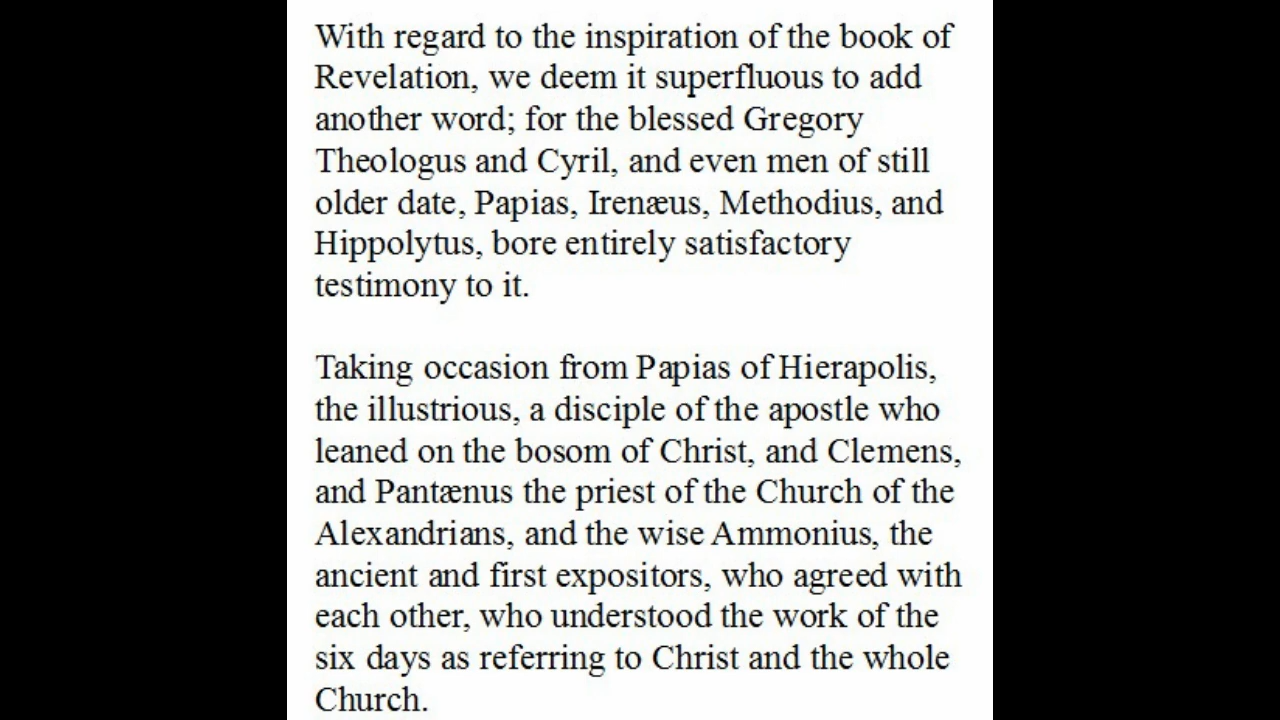 With regard to the inspiration of the book of
Revelation, we deem it superfluous to add
another word; for the blessed Gregory
Theologus and Cyril, and even men of still
older date, Papias, Irenæus, Methodius, and
Hippolytus, bore entirely satisfactory
testimony to it.
Taking occasion from Papias of Hierapolis,
the illustrious, a disciple of the apostle who
leaned on the bosom of Christ, and Clemens,
and Pantænus the priest of the Church of the
Alexandrians, and the wise Ammonius, the
ancient and first expositors, who agreed with
each other, who understood the work of the
six days as referring to Christ and the whole
Church.